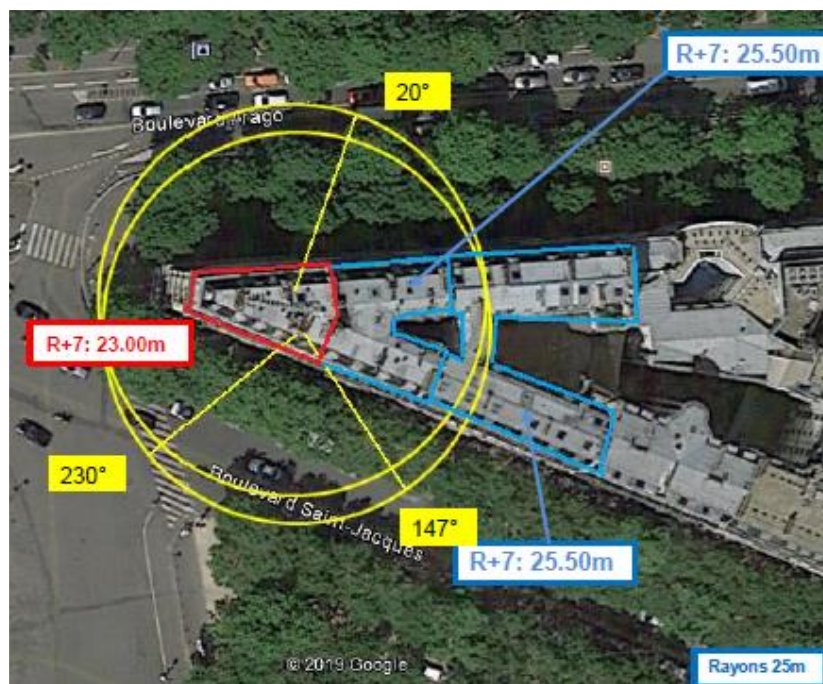 R+7: 25.50m
20°
Boulevard Arago
R+7: 23.00m
230°
147°
Boulevard Saint-Jacques
R+7: 25.50m
© 2019 Google
Rayons 25m